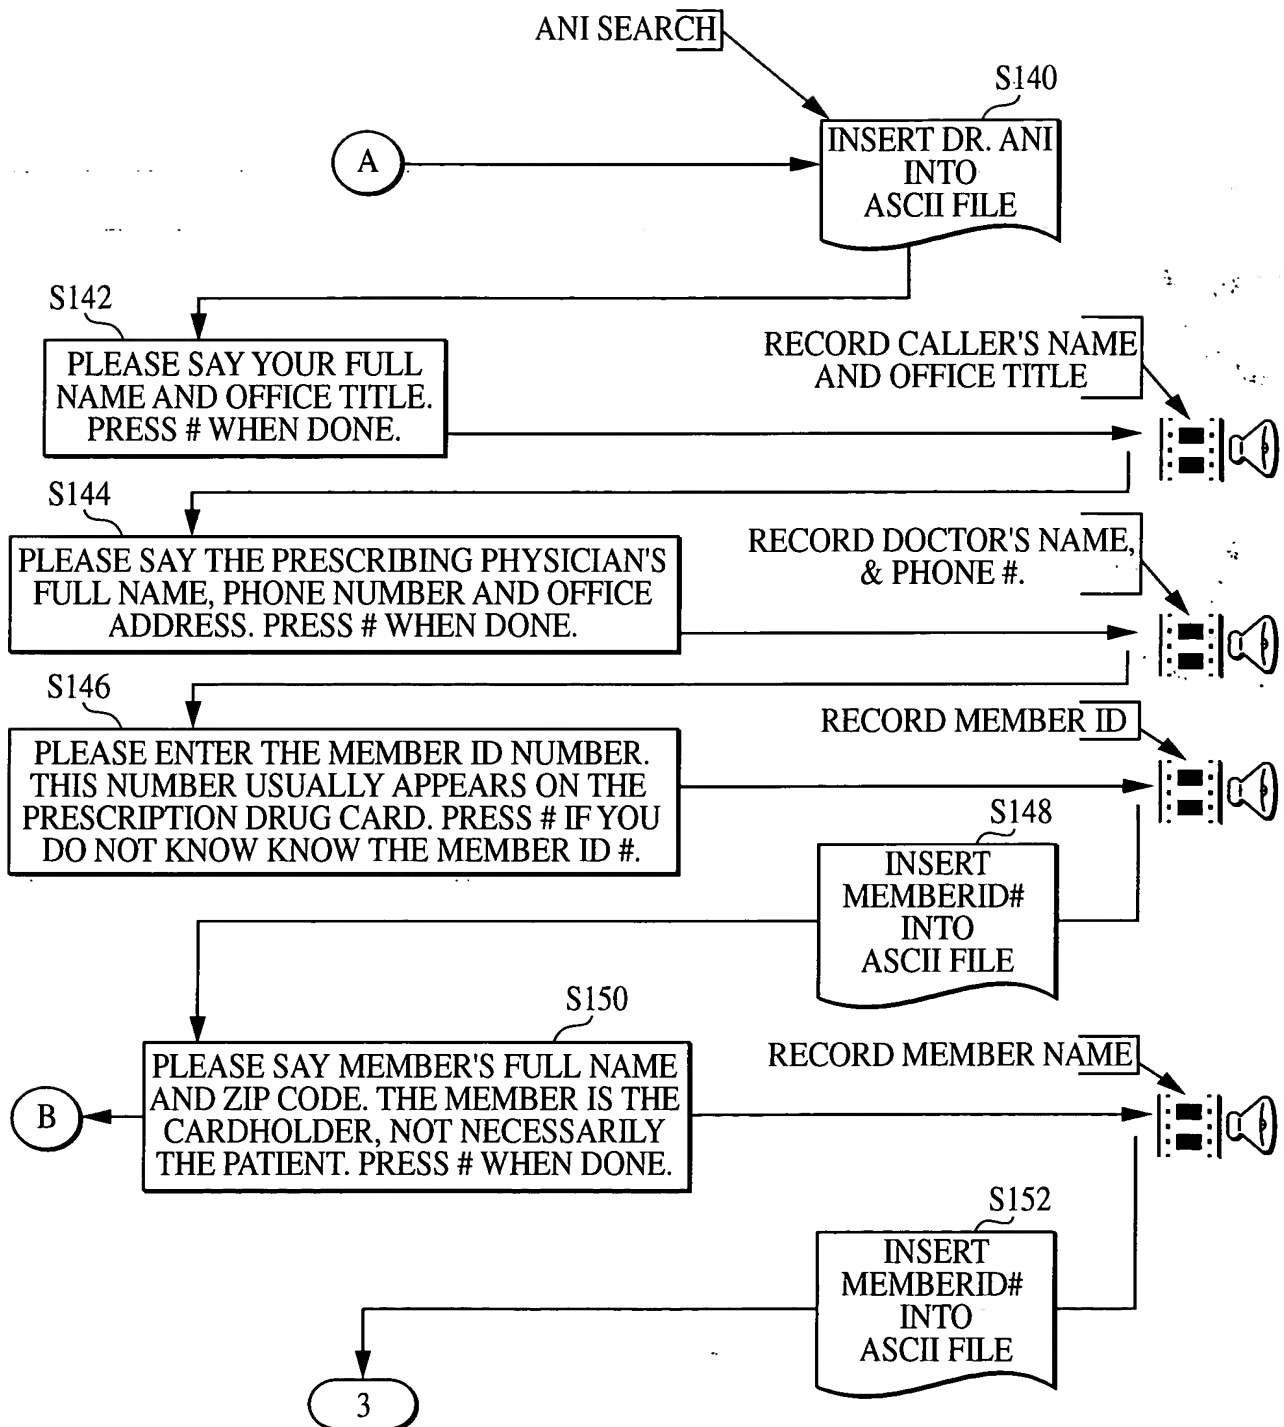 ANI SEARCH
S140
A
INSERT DR. ANI
INTO
ASCII FILE
S142
PLEASE SAY YOUR FULL
NAME AND OFFICE TITLE.
PRESS # WHEN DONE.
RECORD CALLER'S NAME
AND OFFICE TITLE
S144
PLEASE SAY THE PRESCRIBING PHYSICIAN'S
FULL NAME, PHONE NUMBER AND OFFICE
ADDRESS. PRESS # WHEN DONE.
RECORD DOCTOR'S NAME,
& PHONE #.
S146
PLEASE ENTER THE MEMBER ID NUMBER.
THIS NUMBER USUALLY APPEARS ON THE
PRESCRIPTION DRUG CARD. PRESS # IF YOU
DO NOT KNOW KNOW THE MEMBER ID #.
RECORD MEMBER ID
S148
INSERT
MEMBERID#
INTO
ASCII FILE
S150
PLEASE SAY MEMBER'S FULL NAME
AND ZIP CODE. THE MEMBER IS THE
CARDHOLDER, NOT NECESSARILY
THE PATIENT. PRESS # WHEN DONE.
RECORD MEMBER NAME
B
S152
INSERT
MEMBERID#
INTO
ASCII FILE
3